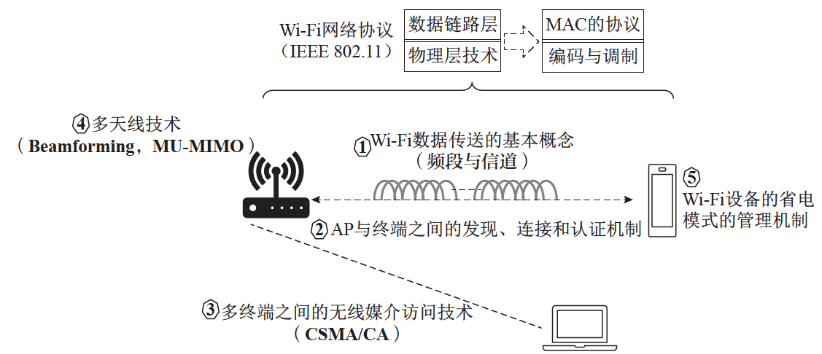 Wi-Fi网络协议
（IEEE 802.11）
数据链路层
物理层技术
MAC的协议
编码与调制
④多天线技术
（Beamforming，MU-MIMO）
①Wi-Fi数据传送的基本概念
（频段与信道）
⑤
Wi-Fi设备的省电
模式的管理机制
②AP与终端之间的发现、连接和认证机制
③多终端之间的无线媒介访问技术
（CSMA/CA）